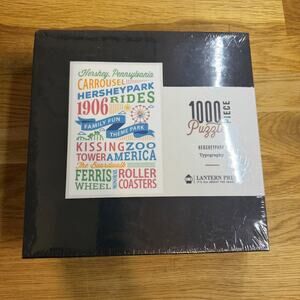 Hershey, Pennsylvania
CARROUSEL
HERSHEYPARK
1906 RIDES
FAMILY FUN
THEME PARK
KISSING ZOO
TOWER AMERICA
The Boardwalk
FERRIS WHEEL
ROLLER COASTERS
1000 PIECE
Puzzle
HERSHEYPARK
Typography
LANTERN PRESS